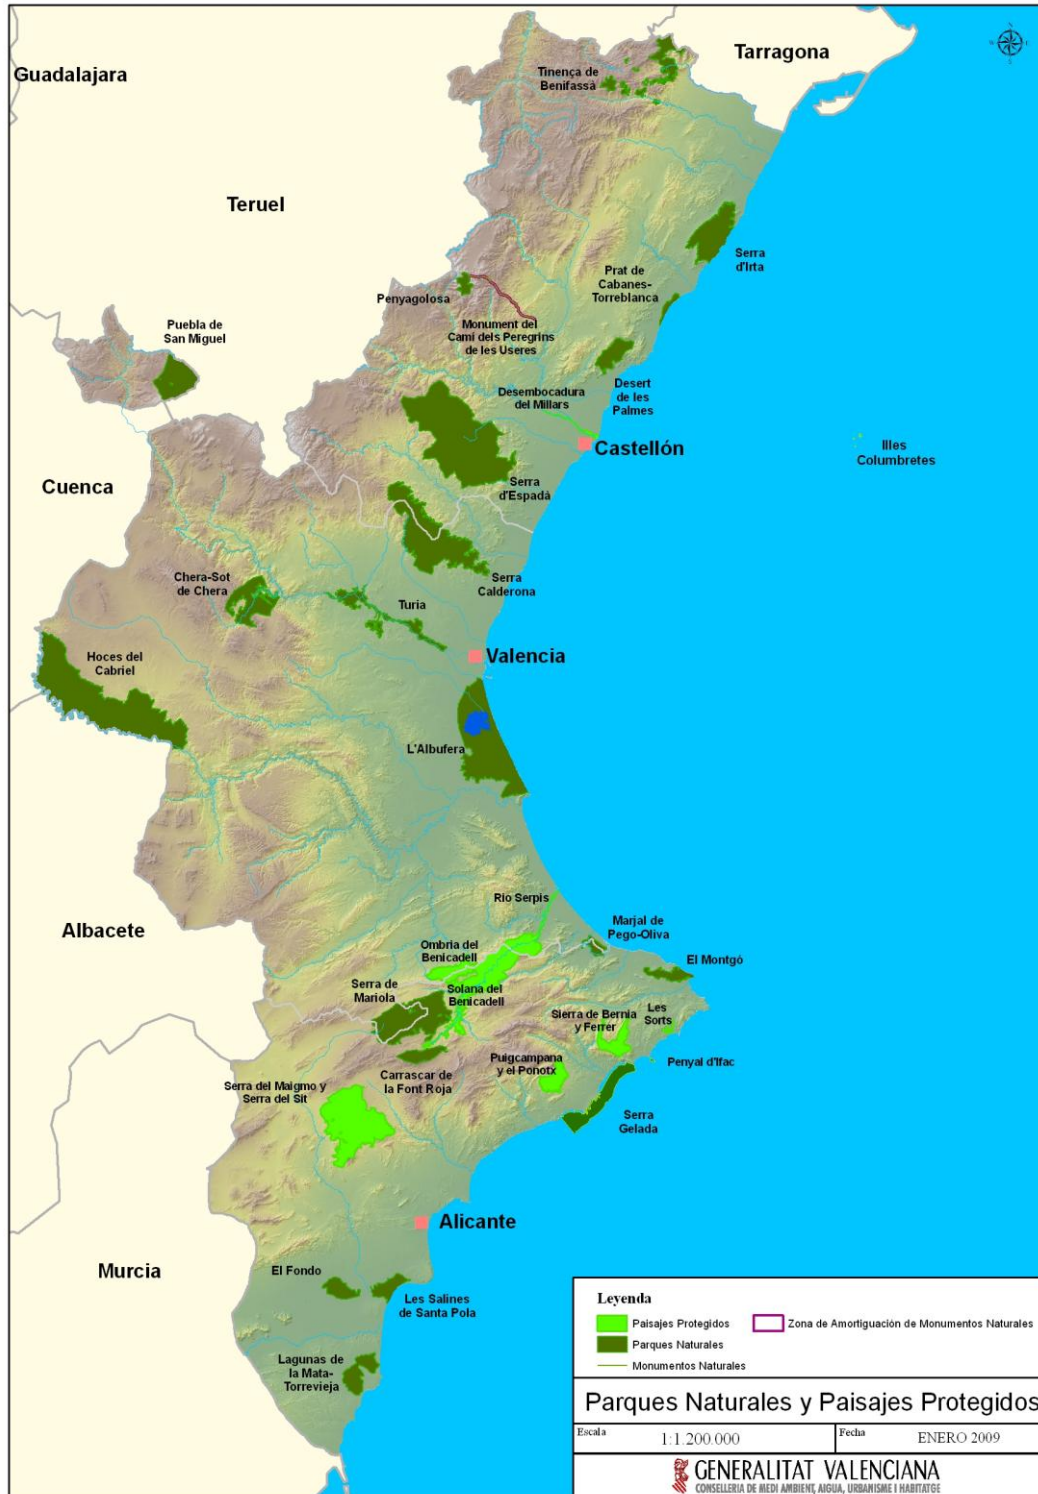 Tarragona
Guadalajara
Tinença de
Benifassà
Teruel
Serra
d'Irta
Prat de
Cabanes-
Torreblanca
Penyagolosa
Monument del
Camí dels Peregrins
de les Useres
Puebla de
San Miguel
Desert
de les
Palmes
Desembocadura
del Millars
Castellón
Illes
Columbretes
Cuenca
Serra
d'Espadà
Serra
Calderona
Chera-Sot
de Chera
Turia
Valencia
Hoces del
Cabriel
L'Albufera
Rio Serpis
Albacete
Marjal de
Pego-Oliva
Ombria del
Benicadell
El Montgó
Serra de
Mariola
Solana del
Benicadell
Sierra de Bernia
y Ferrer
Les
Sorts
Puigcampana
y el Ponotx
Penyal d'Ifac
Carrascar de
la Font Roja
Serra del Maigmo y
Serra del Sit
Serra
Gelada
Alicante
Murcia
El Fondo
Les Salines
de Santa Pola
Lagunas de
la Mata-
Torrevieja
Leyenda
Paisajes Protegidos
Zona de Amortiguación de Monumentos Naturales
Parques Naturales
Monumentos Naturales
Parques Naturales y Paisajes Protegidos
Escala
1:1.200.000
Fecha
ENERO 2009
GENERALITAT VALENCIANA
CONSELLERIA DE MEDI AMBIENT, AIGUA, URBANISME I HABITATGE